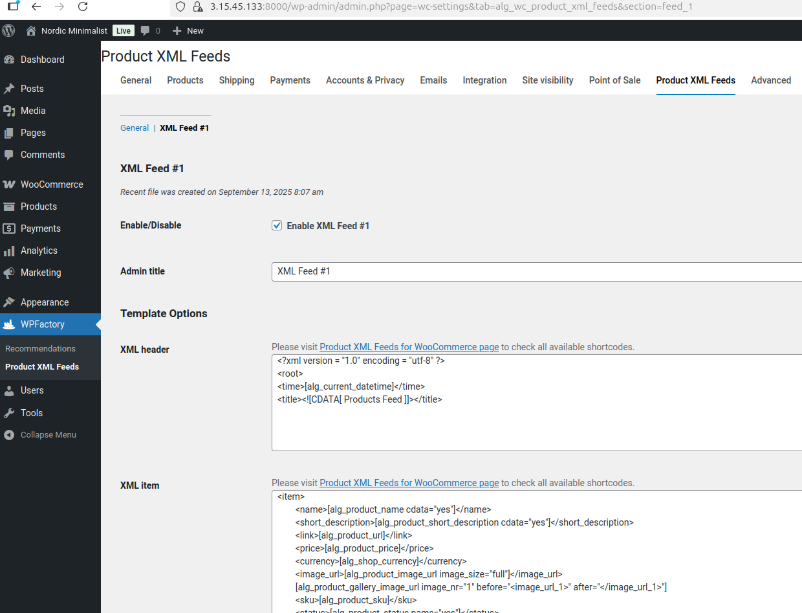 3.15.45.133:8000/wp-admin/admin.php?page=wc-settings&tab=alg_wc_product_xml_feeds&section=feed_1
Nordic Minimalist Live 0 + New
Dashboard
Posts
Media
Pages
Comments
WooCommerce
Products
Payments
Analytics
Marketing
Appearance
WPFactory
Recommendations
Product XML Feeds
Users
Tools
Collapse Menu
Product XML Feeds
General Products Shipping Payments Accounts & Privacy Emails Integration Site visibility Point of Sale Product XML Feeds Advanced
General | XML Feed #1
XML Feed #1
Recent file was created on September 13, 2025 8:07 am
Enable/Disable Enable XML Feed #1
Admin title XML Feed #1
Template Options
XML header Please visit Product XML Feeds for WooCommerce page to check all available shortcodes.
<?xml version = "1.0" encoding = "utf-8" ?>
<root>
<time>[alg_current_datetime]</time>
<title><![CDATA[ Products Feed ]]></title>
XML item Please visit Product XML Feeds for WooCommerce page to check all available shortcodes.
<item>
<name>[alg_product_name cdata="yes"]</name>
<short_description>[alg_product_short_description cdata="yes"]</short_description>
<link>[alg_product_url]</link>
<price>[alg_product_price]</price>
<currency>[alg_shop_currency]</currency>
<image_url>[alg_product_image_url image_size="full"]</image_url>
[alg_product_gallery_image_url image_nr="1" before="<image_url_1>" after="</image_url_1>"]
<sku>[alg_product_sku]</sku>
<status>[alg_product_status name="yes"]</status>